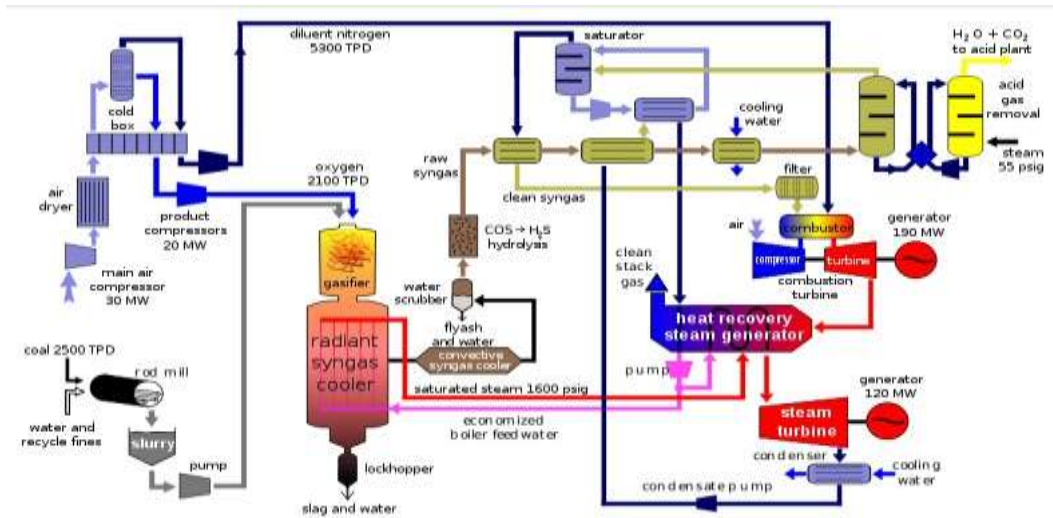 diluent nitrogen
5300 TPD
saturator
H₂O + CO₂
to acid plant
cold
box
cooling
water
acid
gas
removal
steam
55 psig
air
dryer
oxygen
2100 TPD
raw
syngas
clean syngas
filter
product
compressors
20 MW
COS → H₂S
hydrolysis
air
combustor
generator
190 MW
main air
compressor
30 MW
gasifier
clean
stack
gas
compressor
turbine
combustion
turbine
water
scrubber
flyash
and water
heat recovery
steam generator
coal 2500 TPD
rod mill
radiant
syngas
cooler
convective
syngas cooler
pump
saturated steam 1600 psig
generator
120 MW
water and
recycle fines
slurry
economized
boiler feed water
steam
turbine
pump
lockhopper
condenser
cooling
water
condensate pump
slag and water